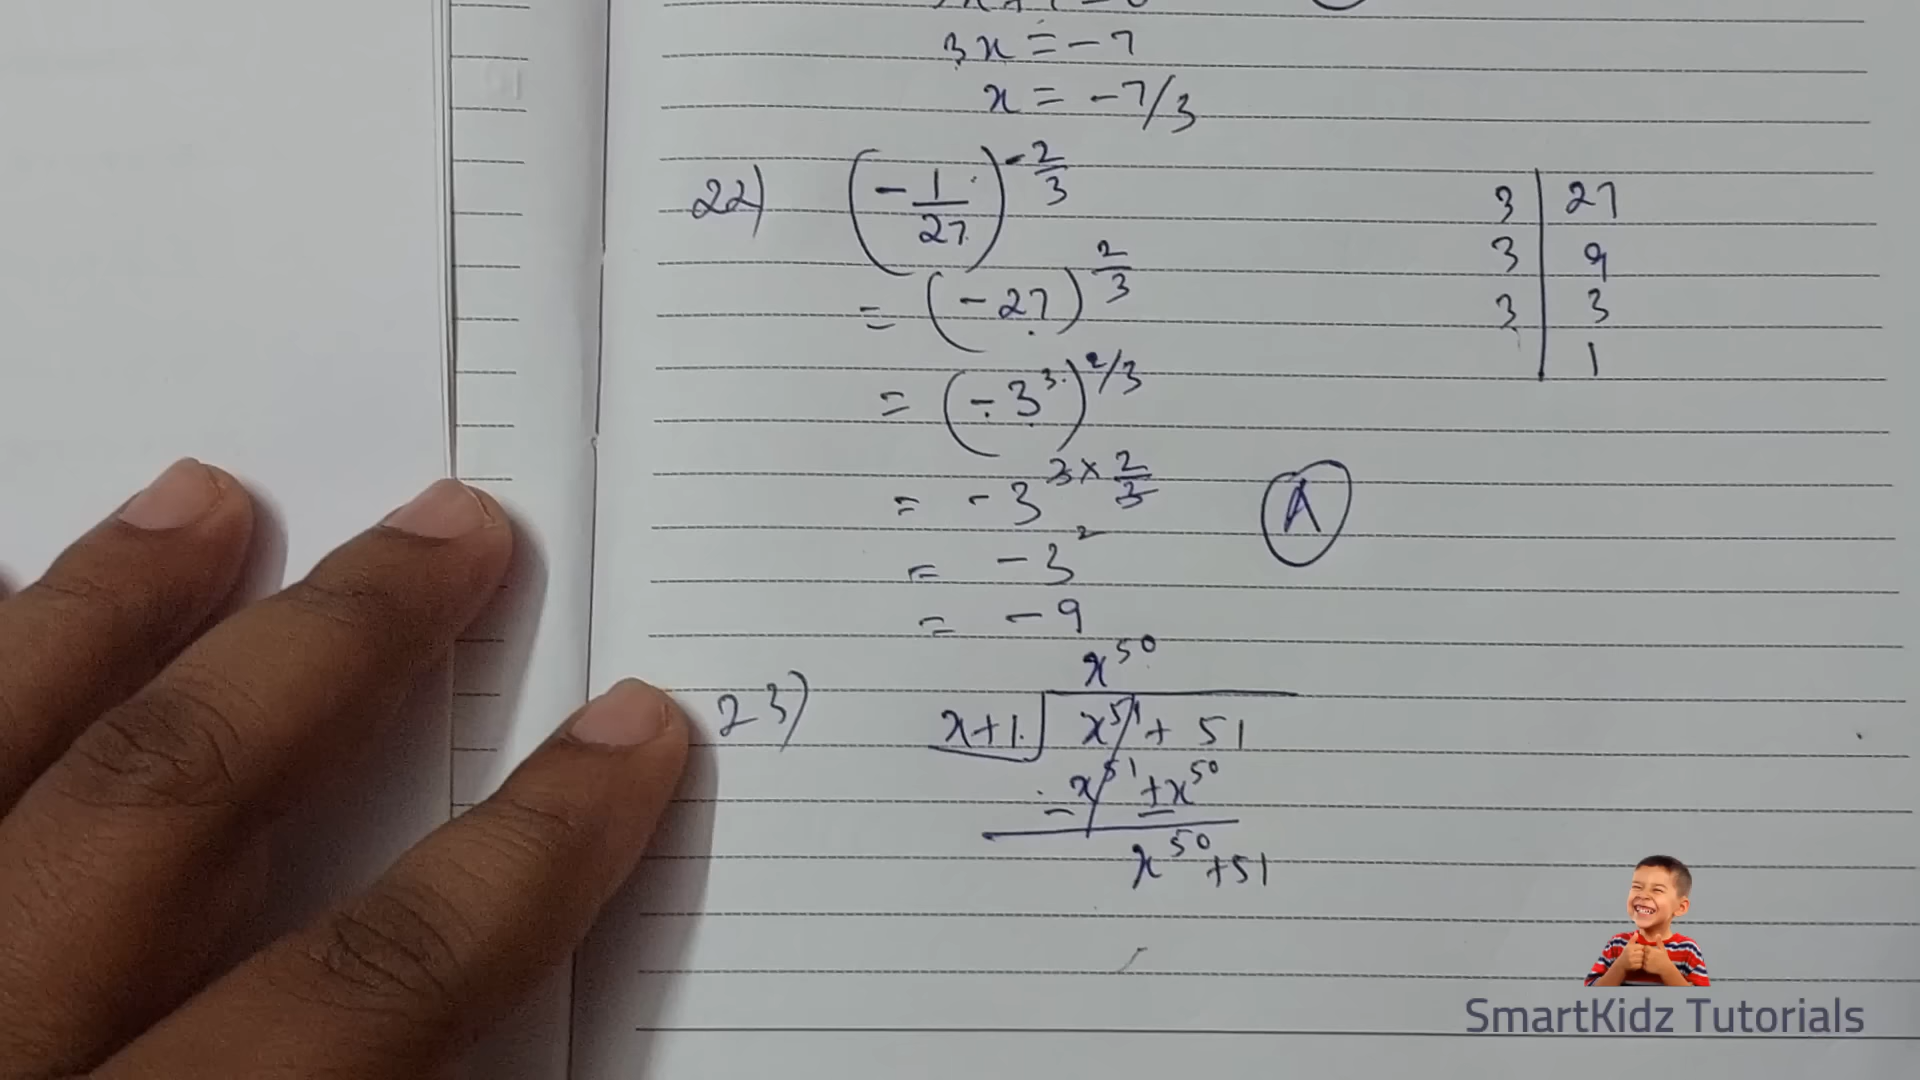 3x = -7
x = -7/3
22) (-1/27)^(-2/3)
= (-27)^(2/3)
= (-3^3)^(2/3)
= -3^(3×2/3)
A
= -3^2
= -9
3 | 27
3 | 9
3 | 3
1
23) x^50
x+1 ) x^51 + 51
-x^51 +x^50
x^50 +51
SmartKidz Tutorials